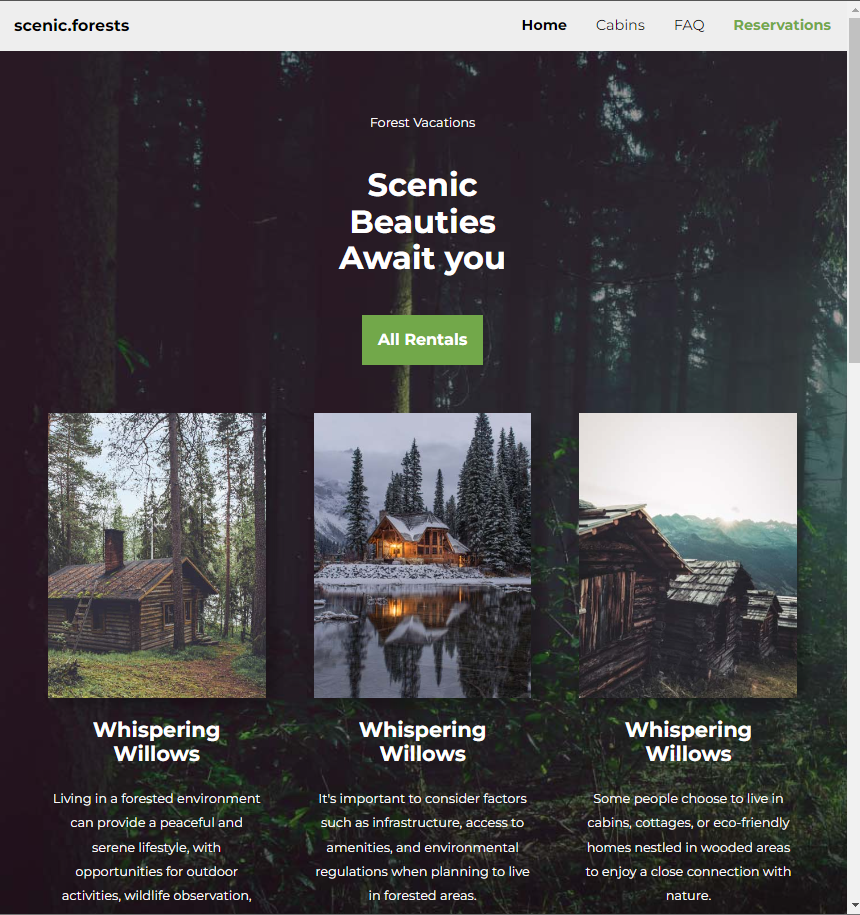 scenic.forests
Home Cabins FAQ Reservations
Forest Vacations
Scenic
Beauties
Await you
All Rentals
Whispering
Willows
Living in a forested environment
can provide a peaceful and
serene lifestyle, with
opportunities for outdoor
activities, wildlife observation,
Whispering
Willows
It's important to consider factors
such as infrastructure, access to
amenities, and environmental
regulations when planning to live
in forested areas.
Whispering
Willows
Some people choose to live in
cabins, cottages, or eco-friendly
homes nestled in wooded areas
to enjoy a close connection with
nature.